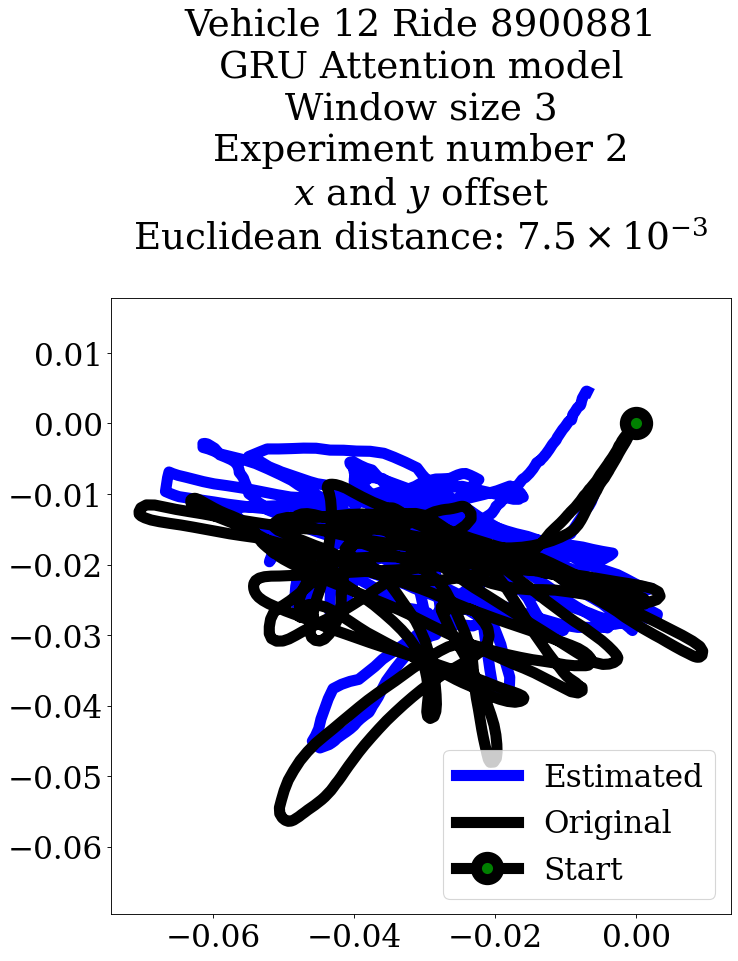 Vehicle 12 Ride 8900881
GRU Attention model
Window size 3
Experiment number 2
x and y offset
Euclidean distance: 7.5 × 10⁻³
0.01
0.00
−0.01
−0.02
−0.03
−0.04
−0.05
−0.06
Estimated
Original
Start
−0.06 −0.04 −0.02 0.00